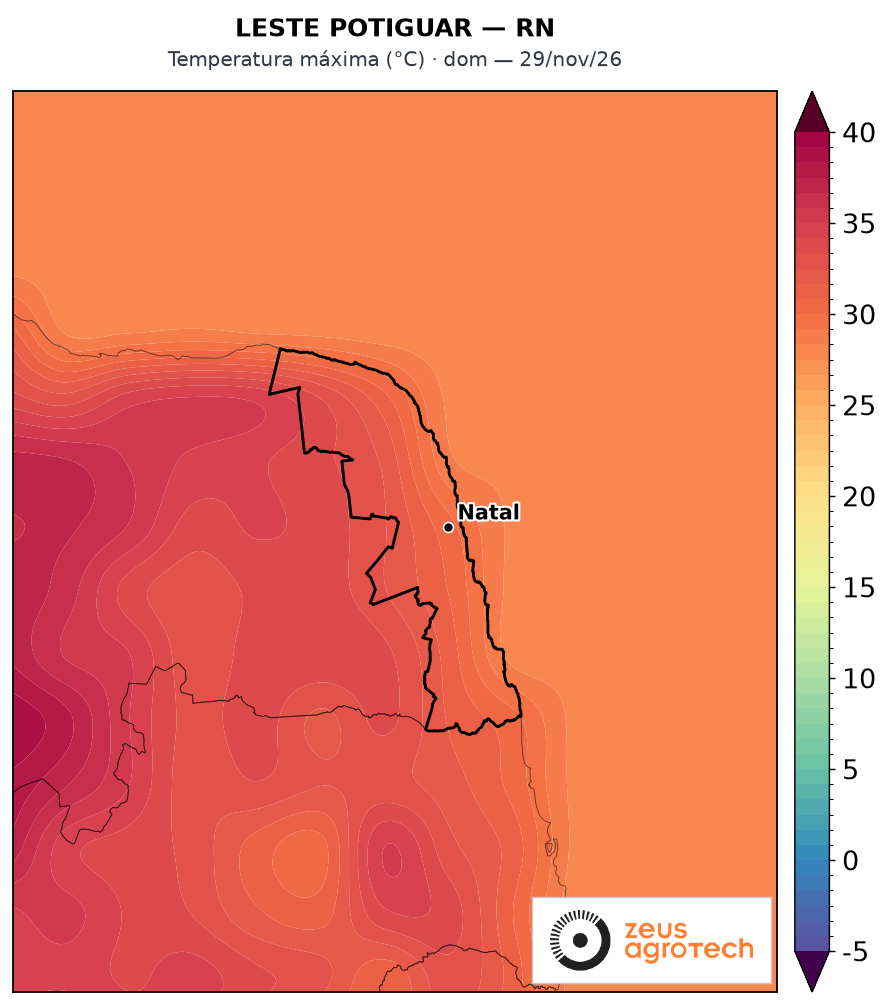 LESTE POTIGUAR — RN
Temperatura máxima (°C) · dom — 29/nov/26
40
35
30
25
20
15
10
5
0
-5
Natal
zeus
agrotech